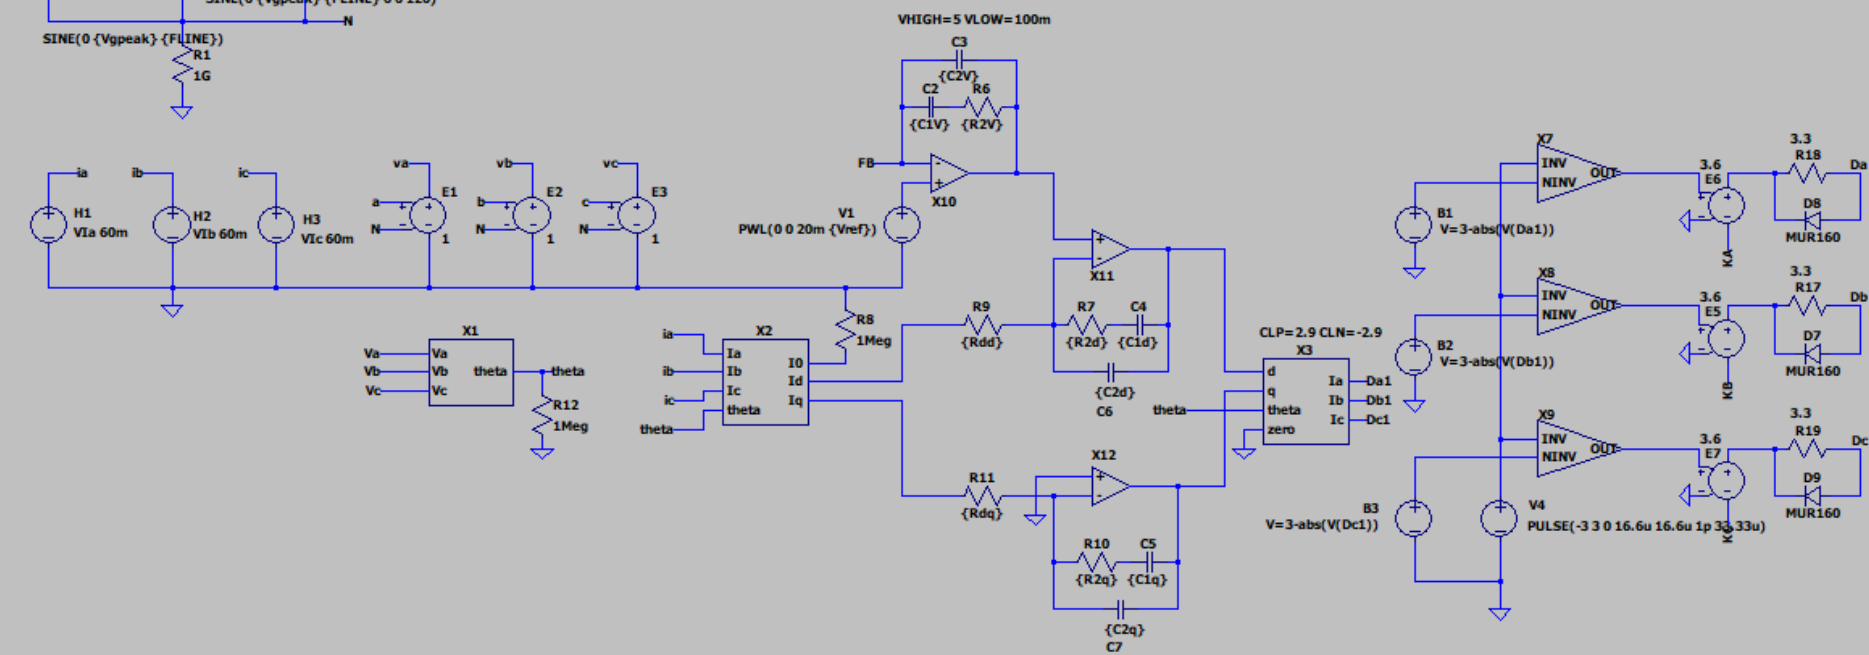 SINE(0 {Vgpeak} {FLINE} 0 0 120)
N
SINE(0 {Vgpeak} {FLINE})
R1
1G
ia
H1
VIa 60m
ib
H2
VIb 60m
ic
H3
VIc 60m
va
a
N
E1
1
vb
b
N
E2
1
vc
c
N
E3
1
VHIGH=5 VLOW=100m
C3
{C2V}
C2
{C1V}
R6
{R2V}
FB
X10
V1
PWL(0 0 20m {Vref})
X11
R9
{Rdd}
R7
{R2d}
C4
{C1d}
{C2d}
C6
R8
1Meg
X1
Va
Vb
Vc
Va
Vb
Vc
theta
theta
R12
1Meg
X2
ia
ib
ic
theta
Ia
Ib
Ic
theta
I0
Id
Iq
R11
{Rdq}
X12
R10
{R2q}
C5
{C1q}
{C2q}
C7
CLP=2.9 CLN=-2.9
X3
theta
d
q
theta
zero
Ia
Ib
Ic
Da1
Db1
Dc1
B1
V=3-abs(V(Da1))
B2
V=3-abs(V(Db1))
B3
V=3-abs(V(Dc1))
V4
PULSE(-3 3 0 16.6u 16.6u 1p 33.33u)
X7
INV
NINV
OUT
3.6
E6
KA
3.3
R18
Da
D8
MUR160
X8
INV
NINV
OUT
3.6
E5
KB
3.3
R17
Db
D7
MUR160
X9
INV
NINV
OUT
3.6
E7
KC
3.3
R19
Dc
D9
MUR160